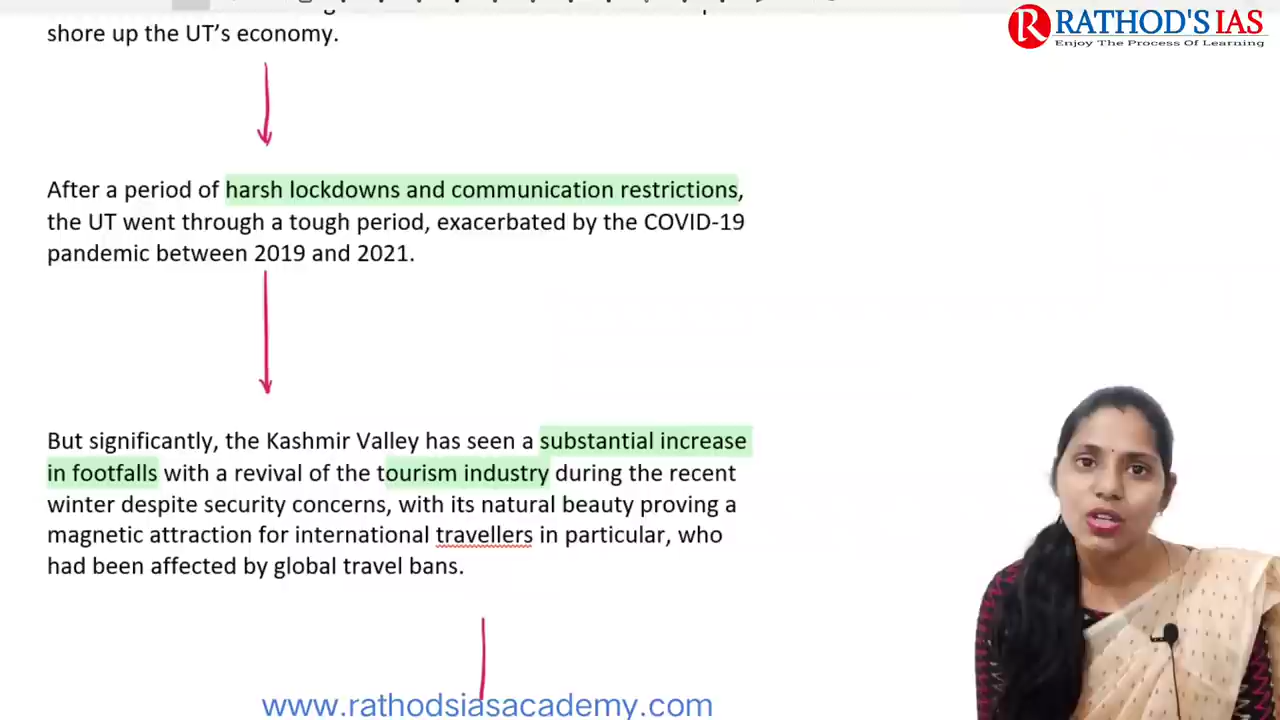 shore up the UT's economy.
RATHOD'S IAS
Enjoy The Process Of Learning
After a period of harsh lockdowns and communication restrictions,
the UT went through a tough period, exacerbated by the COVID-19
pandemic between 2019 and 2021.
But significantly, the Kashmir Valley has seen a substantial increase
in footfalls with a revival of the tourism industry during the recent
winter despite security concerns, with its natural beauty proving a
magnetic attraction for international travellers in particular, who
had been affected by global travel bans.
www.rathodsiasacademy.com